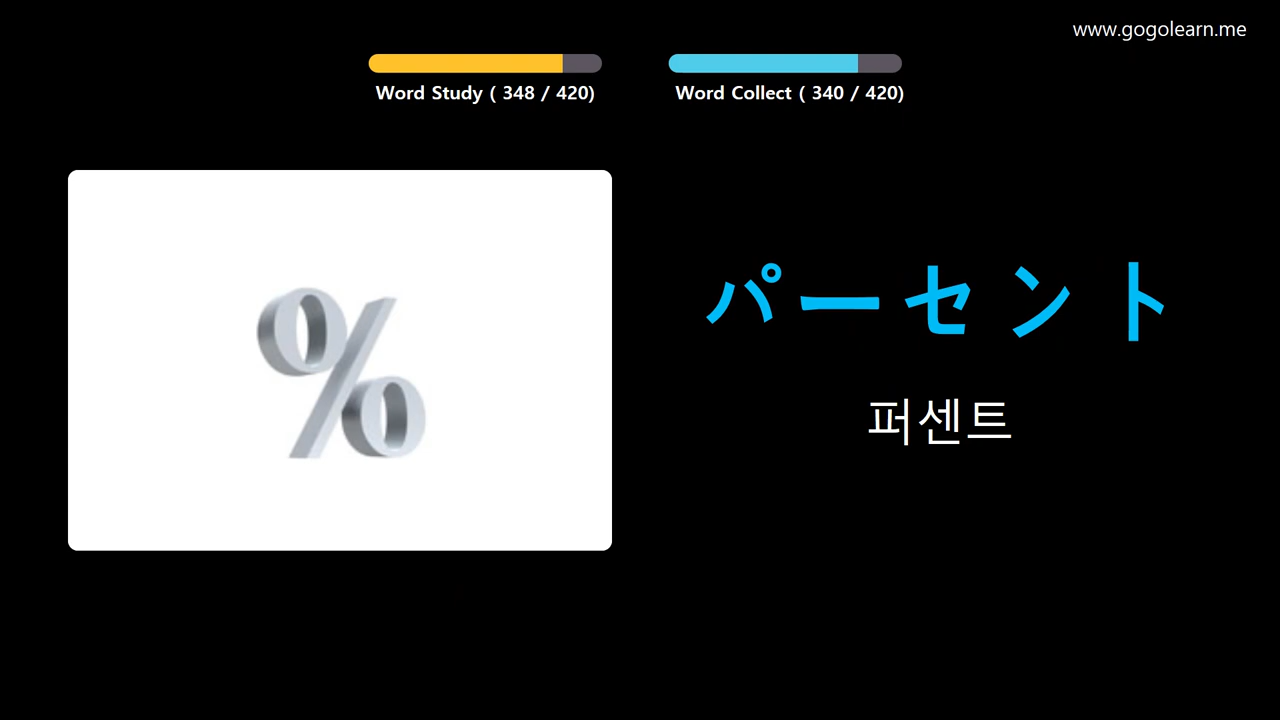 www.gogolearn.me
Word Study ( 348 / 420)
Word Collect ( 340 / 420)
%
パーセント
퍼센트